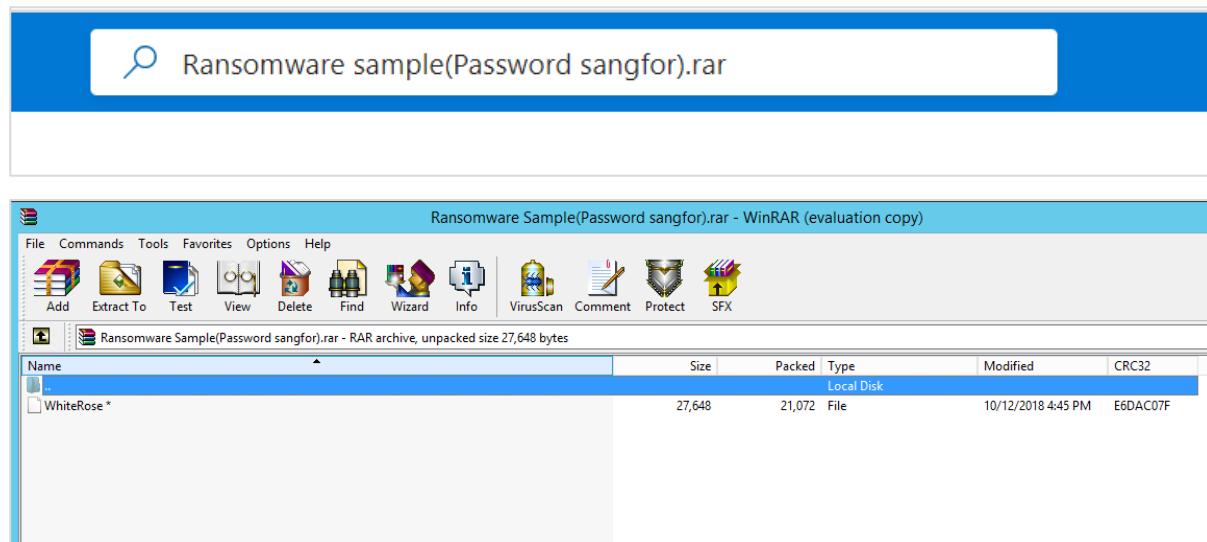 Ransomware sample(Password sangfor).rar
Ransomware Sample(Password sangfor).rar - WinRAR (evaluation copy)
File Commands Tools Favorites Options Help
Add Extract To Test View Delete Find Wizard Info VirusScan Comment Protect SFX
Ransomware Sample(Password sangfor).rar - RAR archive, unpacked size 27,648 bytes
Name Size Packed Type Modified CRC32
.. Local Disk
WhiteRose * 27,648 21,072 File 10/12/2018 4:45 PM E6DAC07F